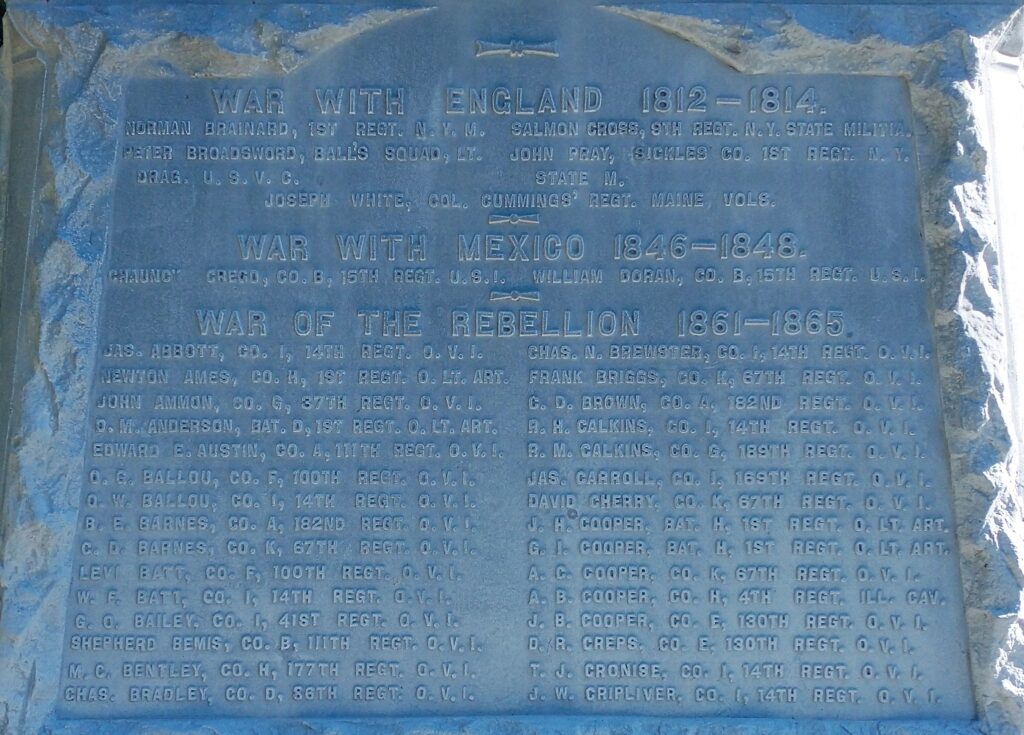 WAR WITH ENGLAND 1812-1814.
NORMAN BRAINARD, 1ST REGT. N.Y.M. SALMON CROSS, 9TH REGT. N.Y. STATE MILITIA.
PETER BROADSWORD, BALL'S SQUAD, LT. JOHN PRAY, SICKLES CO. 1ST REGT. N.Y.
DRAG. U.S.V.C. STATE M.
JOSEPH WHITE, COL. CUMMINGS' REGT. MAINE VOLS.
WAR WITH MEXICO 1846-1848.
CREGO, CO. B, 15TH REGT. U.S.I. WILLIAM DORAN, CO. B, 15TH REGT. U.S.I.
WAR OF THE REBELLION 1861-1865.
JAS. ABBOTT, CO. I, 14TH REGT. O.V.I. CHAS. N. BREWSTER, CO. I, 14TH REGT. O.V.I.
NEWTON AMES, CO. H, 1ST REGT. O. LT. ART. FRANK BRIGGS, CO. K, 67TH REGT. O.V.I.
JOHN AMMON, CO. G, 37TH REGT. O.V.I. C. D. BROWN, CO. A, 182ND REGT. O.V.I.
O. M. ANDERSON, BAT. D, 1ST REGT. O. LT. ART. R. H. CALKINS, CO. I, 14TH REGT. O.V.I.
EDWARD E. AUSTIN, CO. A, 111TH REGT. O.V.I. R. M. CALKINS, CO. G, 189TH REGT. O.V.I.
O. G. BALLOU, CO. F, 100TH REGT. O.V.I. JAS. CARROLL, CO. I, 169TH REGT. O.V.I.
O. W. BALLOU, CO. I, 14TH REGT. O.V.I. DAVID CHERRY, CO. K, 67TH REGT. O.V.I.
B. E. BARNES, CO. A, 182ND REGT. O.V.I. J. H. COOPER, BAT. H, 1ST REGT. O. LT. ART.
C. D. BARNES, CO. K, 67TH REGT. O.V.I. G. I. COOPER, BAT. H, 1ST REGT. O. LT. ART.
LEVI BATT, CO. F, 100TH REGT. O.V.I. A. C. COOPER, CO. K, 67TH REGT. O.V.I.
W. F. BATT, CO. I, 14TH REGT. O.V.I. A. B. COOPER, CO. H, 4TH REGT. ILL. CAV.
G. O. BAILEY, CO. I, 41ST REGT. O.V.I. J. B. COOPER, CO. E, 130TH REGT. O.V.I.
SHEPHERD BEMIS, CO. B, 111TH REGT. O.V.I. D. R. CREPS, CO. E, 130TH REGT. O.V.I.
M. C. BENTLEY, CO. H, 177TH REGT. O.V.I. T. J. CRONISE, CO. I, 14TH REGT. O.V.I.
CHAS. BRADLEY, CO. D, 86TH REGT. O.V.I. J. W. CRIPLIVER, CO. I, 14TH REGT. O.V.I.